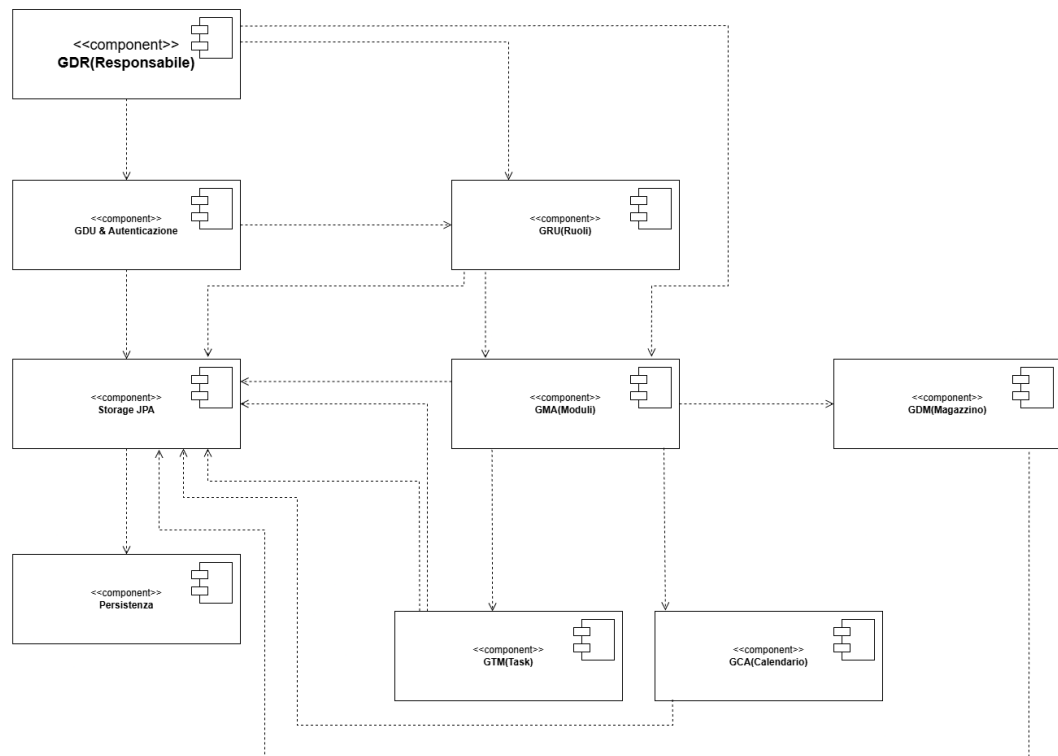 <<component>>
GDR(Responsabile)
<<component>>
GDU & Autenticazione
<<component>>
GRU(Ruoli)
<<component>>
Storage JPA
<<component>>
GMA(Moduli)
<<component>>
GDM(Magazzino)
<<component>>
Persistenza
<<component>>
GTM(Task)
<<component>>
GCA(Calendario)